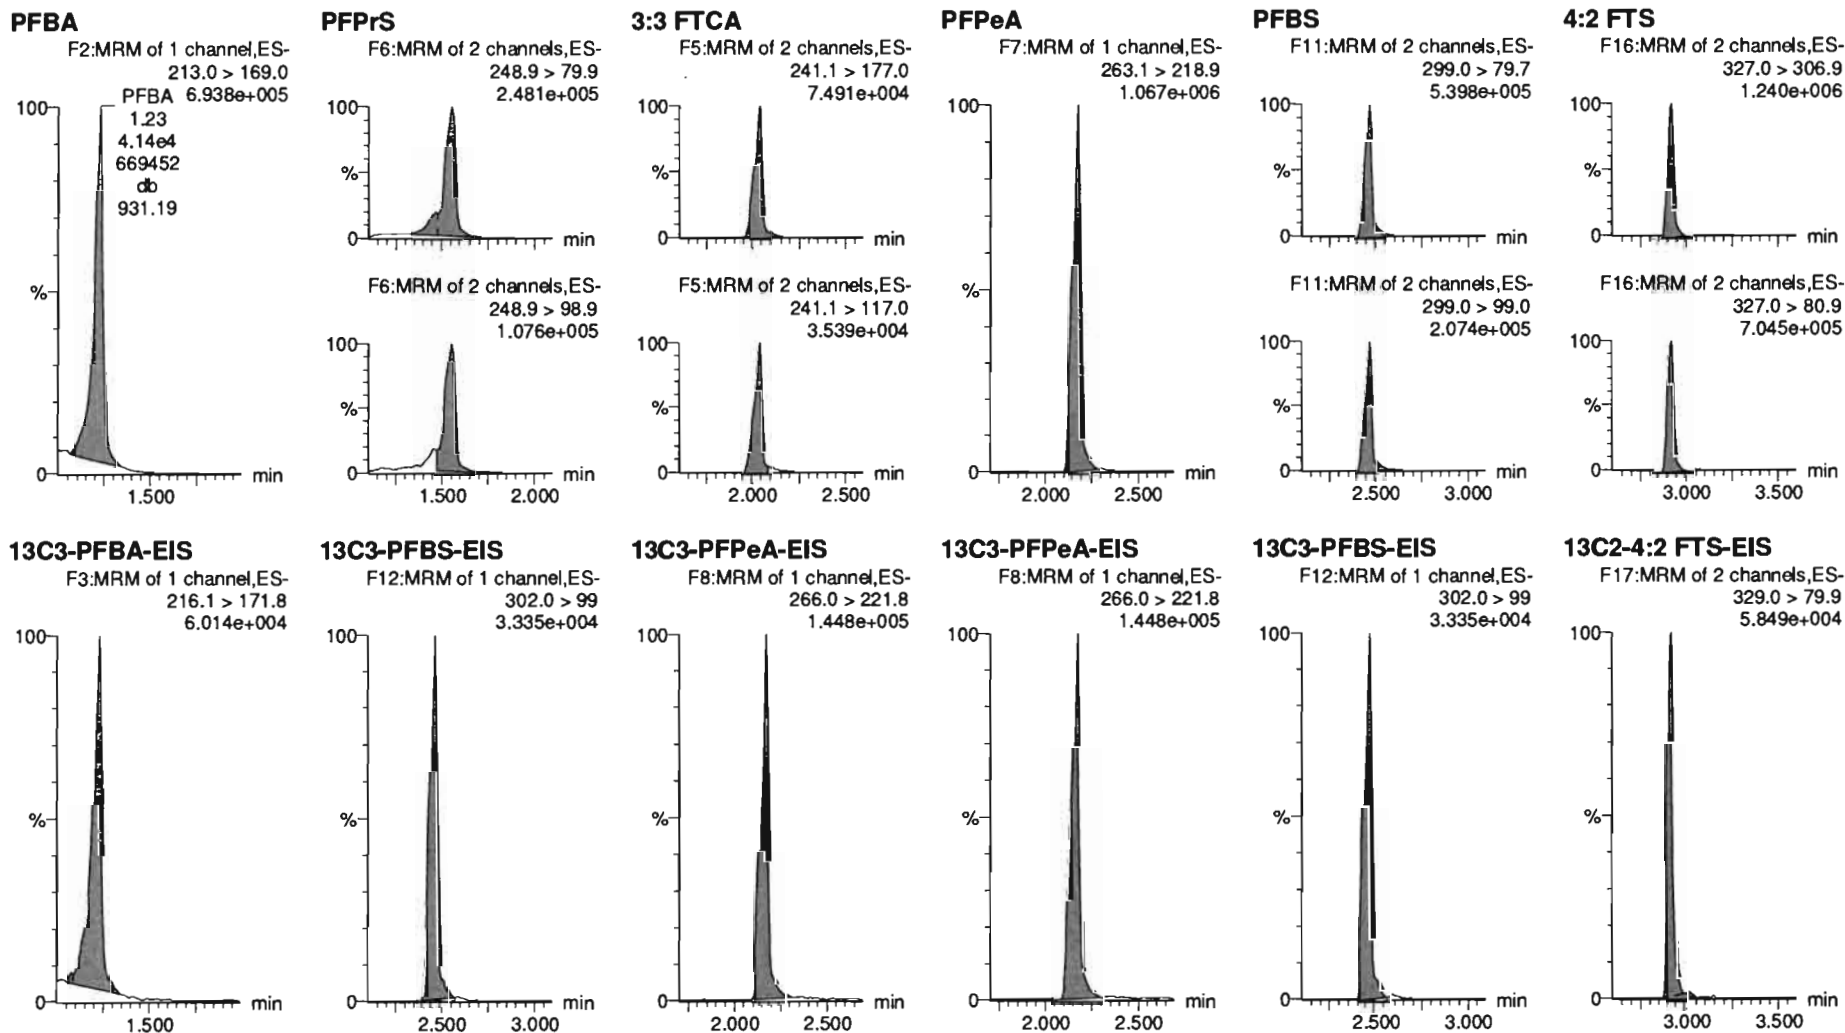 PFBA
F2:MRM of 1 channel,ES-
213.0 > 169.0
6.938e+005
PFBA
1.23
4.14e4
669452
db
931.19
100
%
0
min
1.500
PFPrS
F6:MRM of 2 channels,ES-
248.9 > 79.9
2.481e+005
100
%
0
min
F6:MRM of 2 channels,ES-
248.9 > 98.9
1.076e+005
100
%
0
min
1.500 2.000
3:3 FTCA
F5:MRM of 2 channels,ES-
241.1 > 177.0
7.491e+004
100
%
0
min
F5:MRM of 2 channels,ES-
241.1 > 117.0
3.539e+004
100
%
0
min
2.000 2.500
PFPeA
F7:MRM of 1 channel,ES-
263.1 > 218.9
1.067e+006
100
%
0
min
2.000 2.500
PFBS
F11:MRM of 2 channels,ES-
299.0 > 79.7
5.398e+005
100
%
0
min
F11:MRM of 2 channels,ES-
299.0 > 99.0
2.074e+005
100
%
0
min
2.500 3.000
4:2 FTS
F16:MRM of 2 channels,ES-
327.0 > 306.9
1.240e+006
100
%
0
min
F16:MRM of 2 channels,ES-
327.0 > 80.9
7.045e+005
100
%
0
min
3.000 3.500
13C3-PFBA-EIS
F3:MRM of 1 channel,ES-
216.1 > 171.8
6.014e+004
100
%
0
min
1.500
13C3-PFBS-EIS
F12:MRM of 1 channel,ES-
302.0 > 99
3.335e+004
100
%
0
min
2.500 3.000
13C3-PFPeA-EIS
F8:MRM of 1 channel,ES-
266.0 > 221.8
1.448e+005
100
%
0
min
2.000 2.500
13C3-PFPeA-EIS
F8:MRM of 1 channel,ES-
266.0 > 221.8
1.448e+005
100
%
0
min
2.000 2.500
13C3-PFBS-EIS
F12:MRM of 1 channel,ES-
302.0 > 99
3.335e+004
100
%
0
min
2.500 3.000
13C2-4:2 FTS-EIS
F17:MRM of 2 channels,ES-
329.0 > 79.9
5.849e+004
100
%
0
min
3.000 3.500